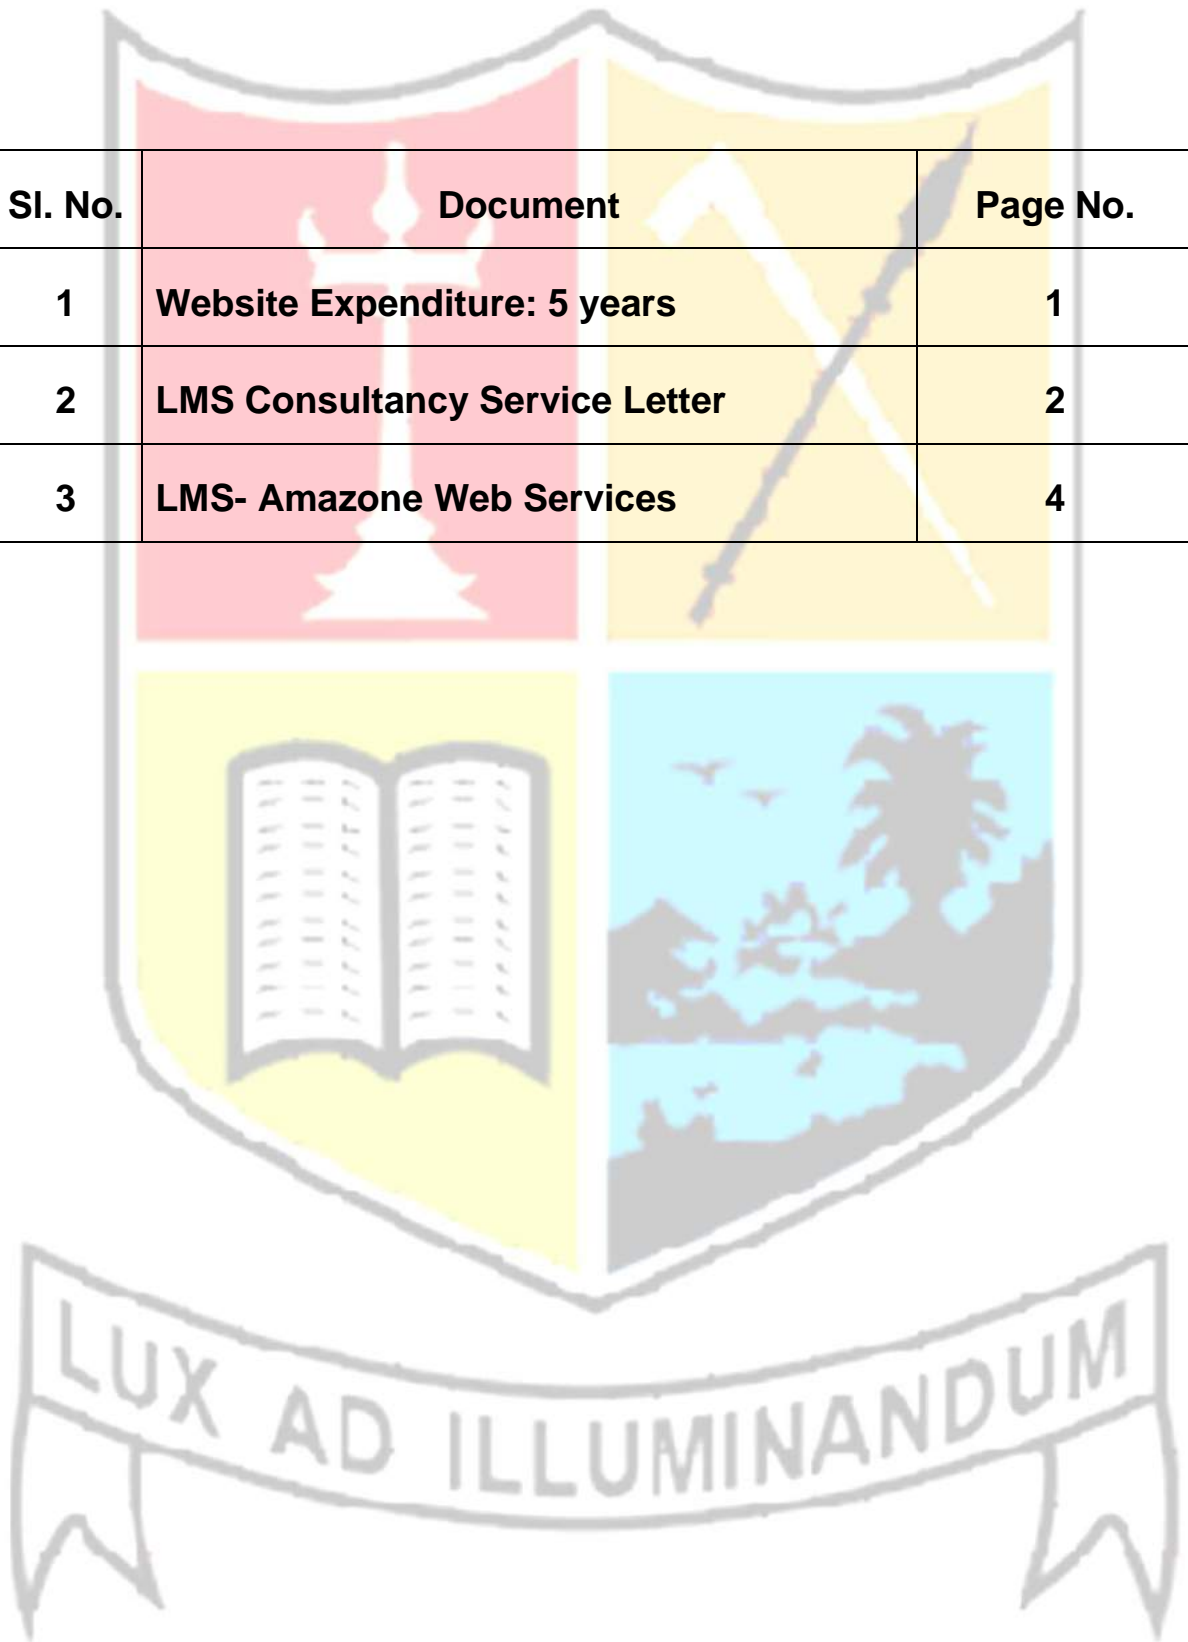 Sl. No. Document Page No.
1 Website Expenditure: 5 years 1
2 LMS Consultancy Service Letter 2
3 LMS- Amazone Web Services 4
LUX AD ILLUMINANDUM